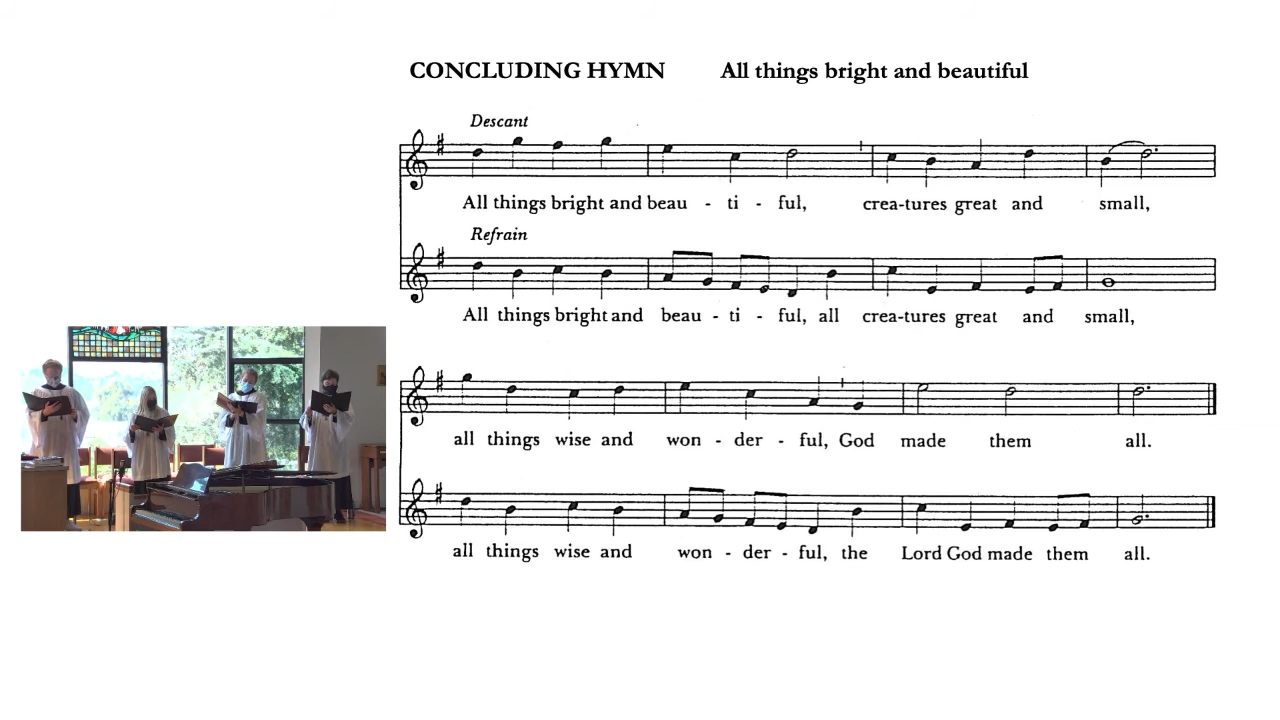 CONCLUDING HYMN All things bright and beautiful
Descant
All things bright and beau - ti - ful, crea-tures great and small,
Refrain
All things bright and beau - ti - ful, all crea-tures great and small,
all things wise and won - der - ful, God made them all.
all things wise and won - der - ful, the Lord God made them all.